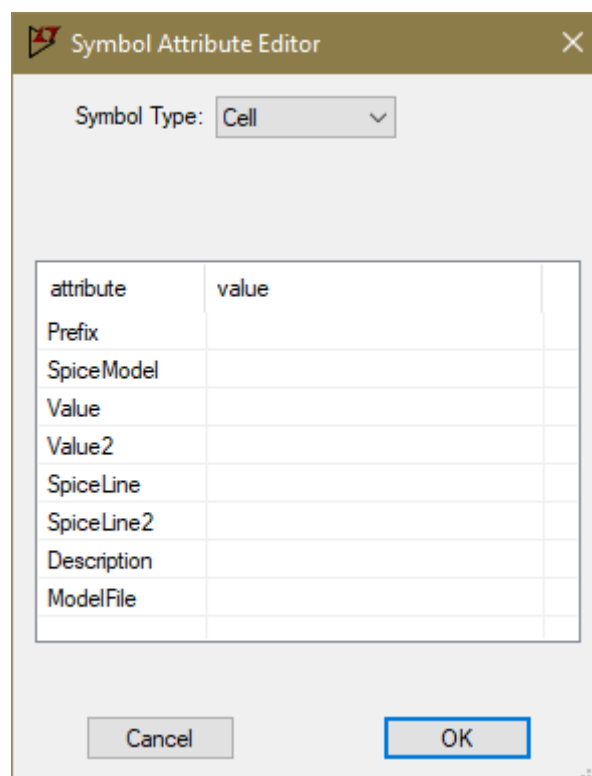 Symbol Attribute Editor
Symbol Type: Cell
attribute value
Prefix
SpiceModel
Value
Value2
SpiceLine
SpiceLine2
Description
ModelFile
Cancel OK